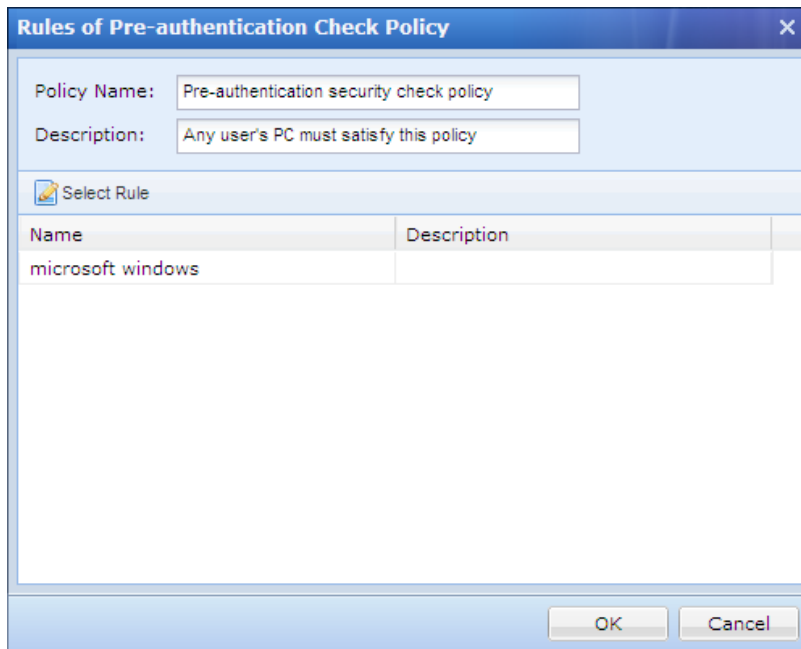 Rules of Pre-authentication Check Policy
Policy Name: Pre-authentication security check policy
Description: Any user's PC must satisfy this policy
Select Rule
Name Description
microsoft windows
OK Cancel